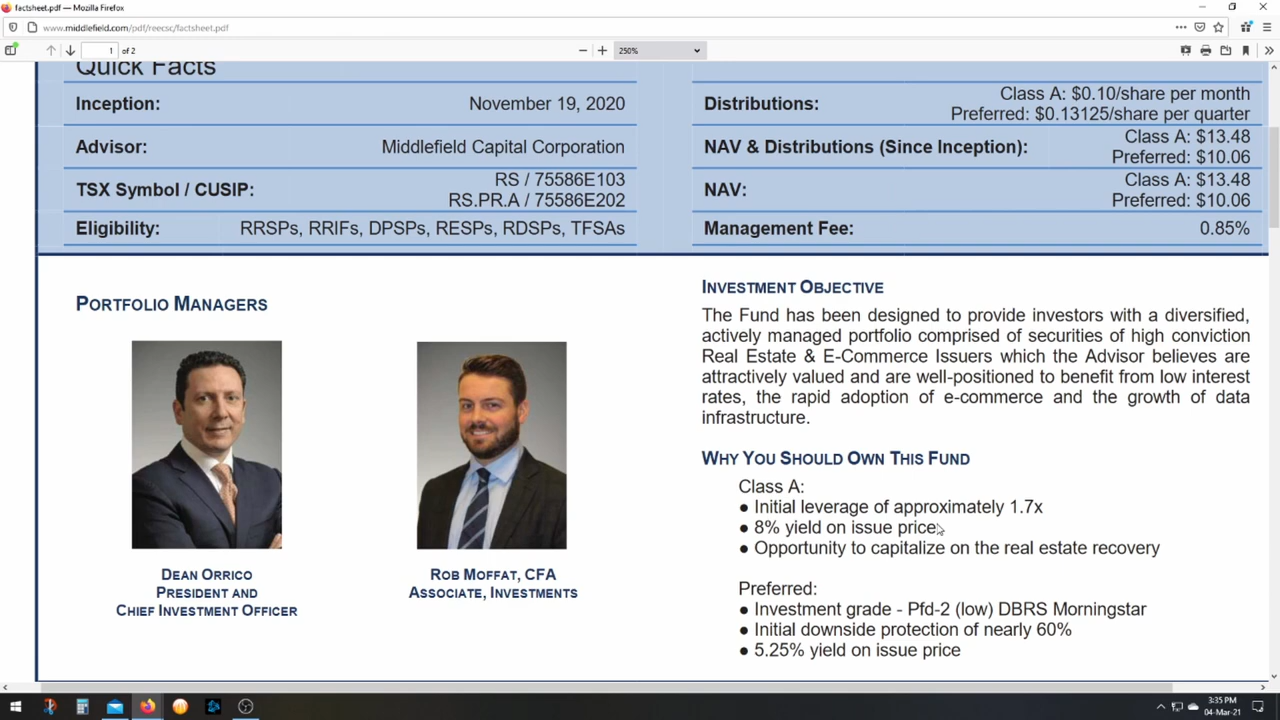 factsheet.pdf — Mozilla Firefox
www.middlefield.com/pdf/reecsc/factsheet.pdf
1 of 2
250%
Quick Facts
Inception: November 19, 2020
Advisor: Middlefield Capital Corporation
TSX Symbol / CUSIP: RS / 75586E103
RS.PR.A / 75586E202
Eligibility: RRSPs, RRIFs, DPSPs, RESPs, RDSPs, TFSAs
Distributions: Class A: $0.10/share per month
Preferred: $0.13125/share per quarter
NAV & Distributions (Since Inception): Class A: $13.48
Preferred: $10.06
NAV: Class A: $13.48
Preferred: $10.06
Management Fee: 0.85%
PORTFOLIO MANAGERS
DEAN ORRICO
PRESIDENT AND
CHIEF INVESTMENT OFFICER
ROB MOFFAT, CFA
ASSOCIATE, INVESTMENTS
INVESTMENT OBJECTIVE
The Fund has been designed to provide investors with a diversified,
actively managed portfolio comprised of securities of high conviction
Real Estate & E-Commerce Issuers which the Advisor believes are
attractively valued and are well-positioned to benefit from low interest
rates, the rapid adoption of e-commerce and the growth of data
infrastructure.
WHY YOU SHOULD OWN THIS FUND
Class A:
● Initial leverage of approximately 1.7x
● 8% yield on issue price
● Opportunity to capitalize on the real estate recovery
Preferred:
● Investment grade - Pfd-2 (low) DBRS Morningstar
● Initial downside protection of nearly 60%
● 5.25% yield on issue price
3:35 PM
04-Mar-21